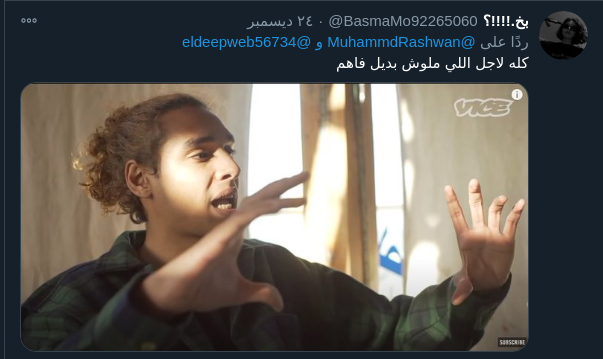 بخ.!!!!؟ @BasmaMo92265060 · ٢٤ ديسمبر
ردًا على @MuhammdRashwan و @eldeepweb56734
كله لاجل اللي ملوش بديل فاهم
VICE
SUBSCRIBE